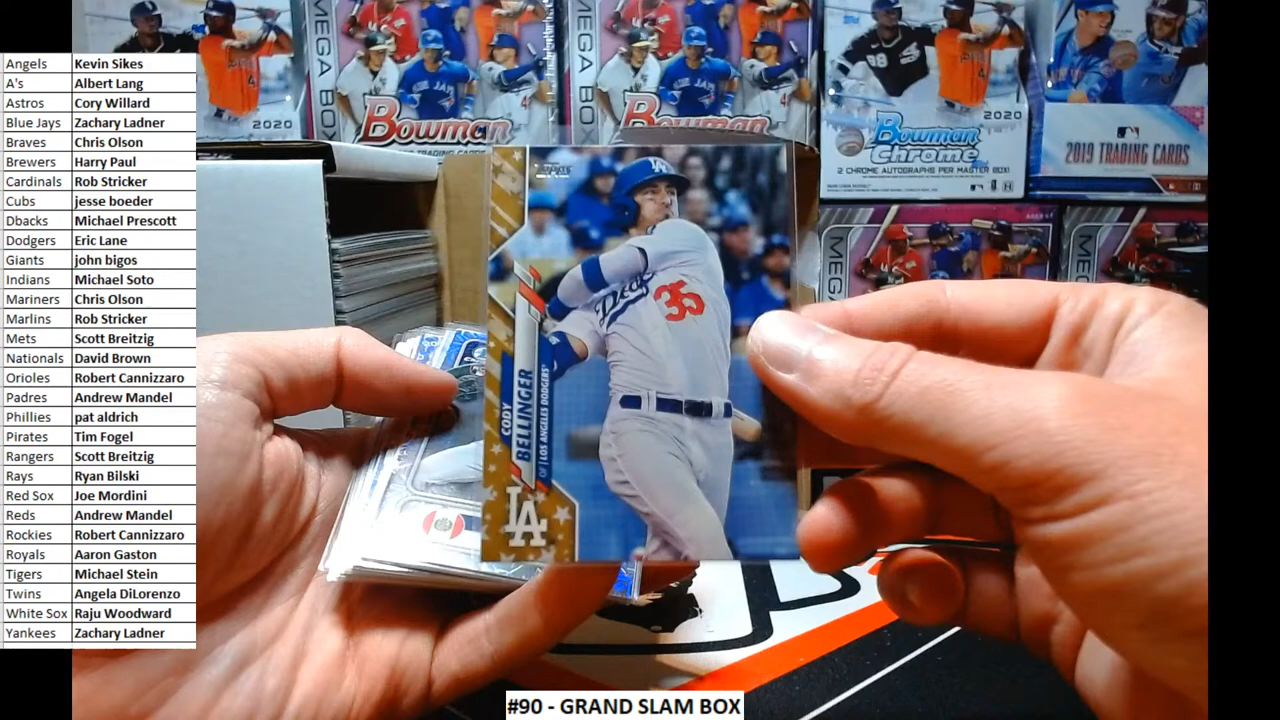 Angels Kevin Sikes
A's Albert Lang
Astros Cory Willard
Blue Jays Zachary Ladner
Braves Chris Olson
Brewers Harry Paul
Cardinals Rob Stricker
Cubs jesse boeder
Dbacks Michael Prescott
Dodgers Eric Lane
Giants john bigos
Indians Michael Soto
Mariners Chris Olson
Marlins Rob Stricker
Mets Scott Breitzig
Nationals David Brown
Orioles Robert Cannizzaro
Padres Andrew Mandel
Phillies pat aldrich
Pirates Tim Fogel
Rangers Scott Breitzig
Rays Ryan Bilski
Red Sox Joe Mordini
Reds Andrew Mandel
Rockies Robert Cannizzaro
Royals Aaron Gaston
Tigers Michael Stein
Twins Angela DiLorenzo
White Sox Raju Woodward
Yankees Zachary Ladner
2020
MEGA BOX
Bowman
MEGA BOX
Bowman
Topps
2020
Bowman
Chrome
2 CHROME AUTOGRAPHS PER MASTER BOX!
2019 TRADING CARDS
MEGA
MEG
LA
Dodgers
35
CODY
BELLINGER
OF | LOS ANGELES DODGERS
LA
#90 - GRAND SLAM BOX